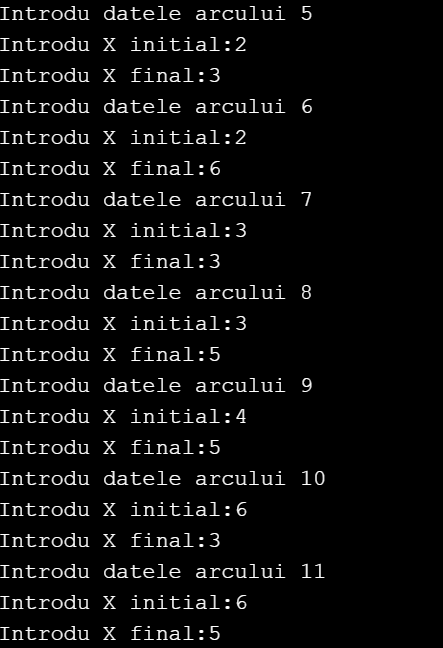 Introdu datele arcului 5
Introdu X initial:2
Introdu X final:3
Introdu datele arcului 6
Introdu X initial:2
Introdu X final:6
Introdu datele arcului 7
Introdu X initial:3
Introdu X final:3
Introdu datele arcului 8
Introdu X initial:3
Introdu X final:5
Introdu datele arcului 9
Introdu X initial:4
Introdu X final:5
Introdu datele arcului 10
Introdu X initial:6
Introdu X final:3
Introdu datele arcului 11
Introdu X initial:6
Introdu X final:5